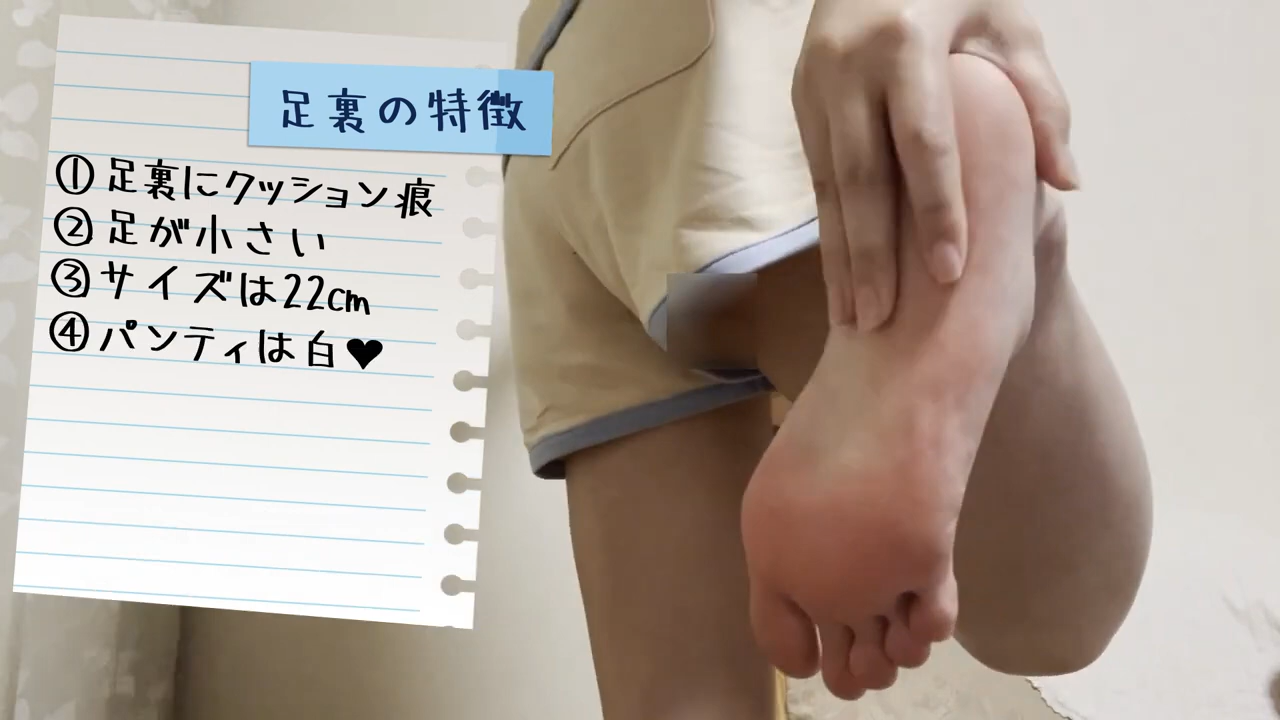 足裏の特徴
①足裏にクッション痕
②足が小さい
③サイズは22cm
④パンティは白♥